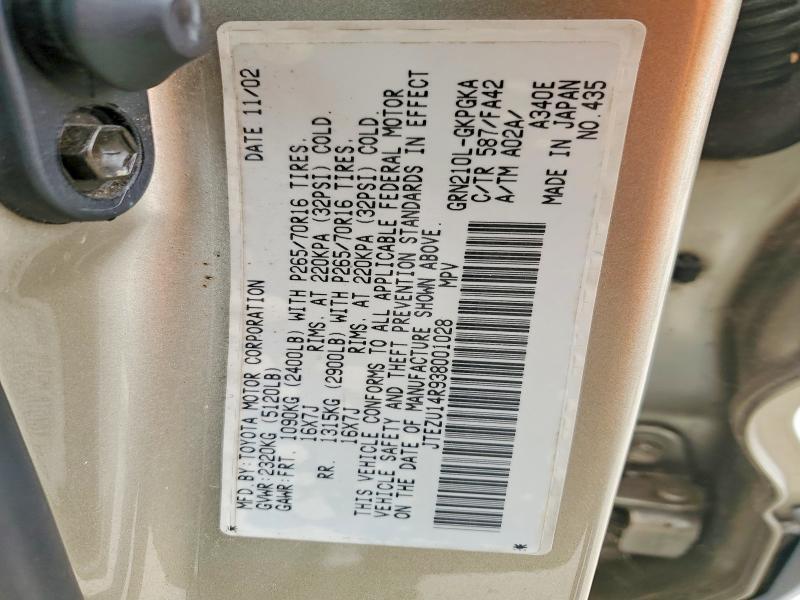 MFD BY:TOYOTA MOTOR CORPORATION DATE 11/02
GVWR:2320KG (5120LB)
GAWR:FRT. 1090KG (2400LB) WITH P265/70R16 TIRES.
16X7J RIMS. AT 220KPA (32PSI) COLD.
RR. 1315KG (2900LB) WITH P265/70R16 TIRES.
16X7J RIMS. AT 220KPA (32PSI) COLD.
THIS VEHICLE CONFORMS TO ALL APPLICABLE FEDERAL MOTOR
VEHICLE SAFETY AND THEFT PREVENTION STANDARDS IN EFFECT
ON THE DATE OF MANUFACTURE SHOWN ABOVE.
JTEZU14R938001028 MPV
GRN210L-GKPGKA
C/TR 587/FA42
A/TM A02A/ A340E
MADE IN JAPAN
NO.435